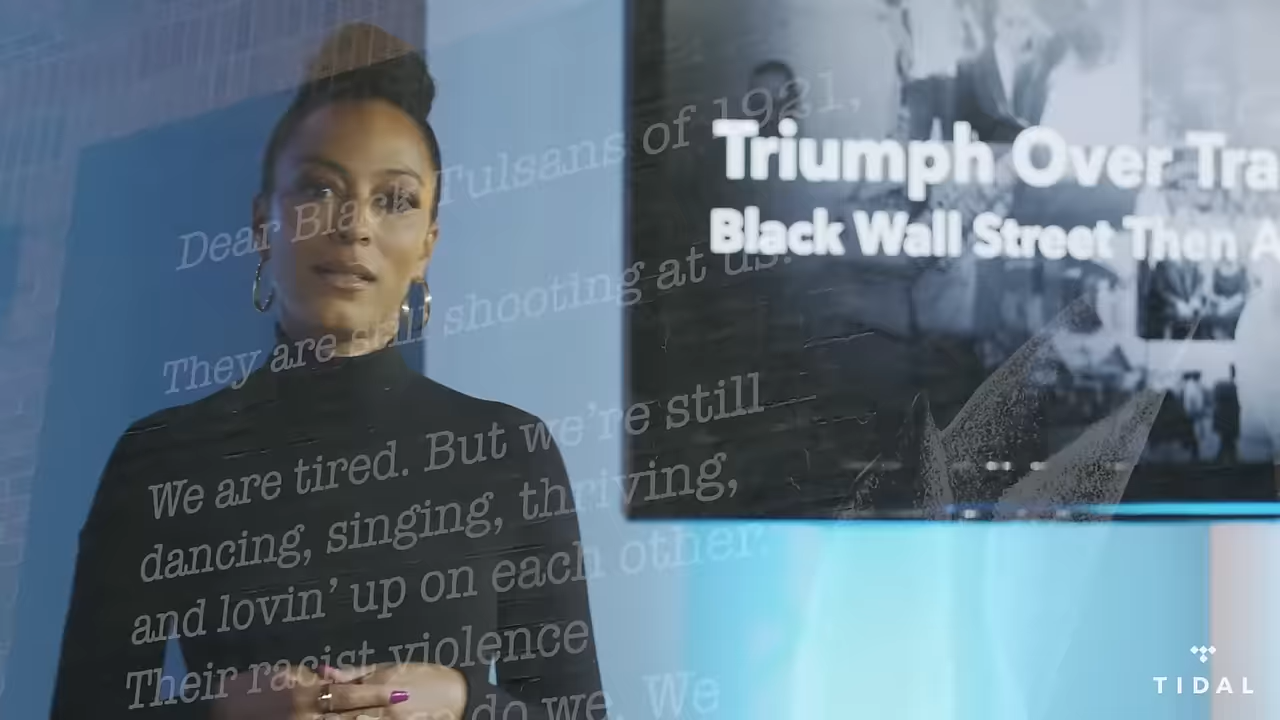 Dear Black Tulsans of 1921,
They are still shooting at us.
We are tired. But we're still
dancing, singing, thriving,
and lovin' up on each other.
Their racist violence
do we. We
Triumph Over Tra
Black Wall Street Then A
TIDAL